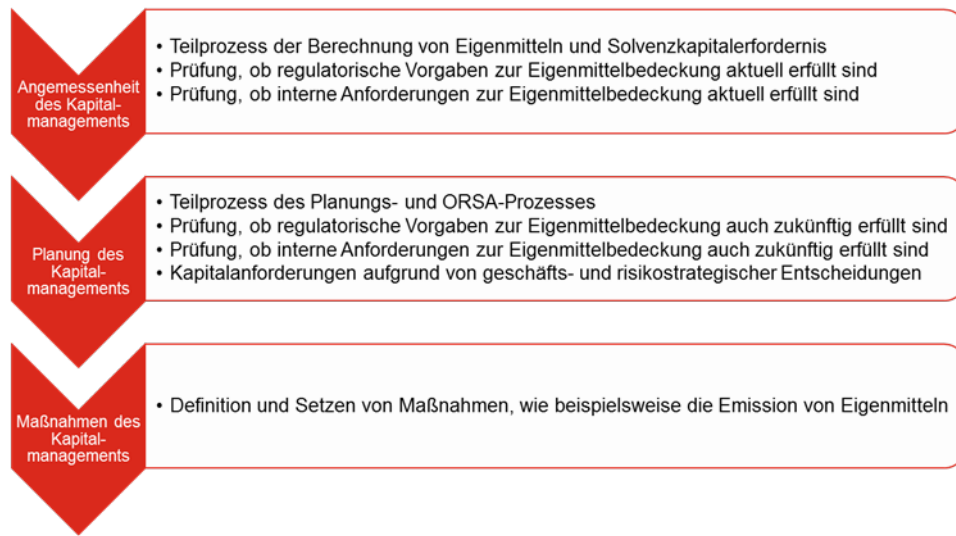 Angemessenheit
des Kapital-
managements
• Teilprozess der Berechnung von Eigenmitteln und Solvenzkapitalerfordernis
• Prüfung, ob regulatorische Vorgaben zur Eigenmittelbedeckung aktuell erfüllt sind
• Prüfung, ob interne Anforderungen zur Eigenmittelbedeckung aktuell erfüllt sind
Planung des
Kapital-
managements
• Teilprozess des Planungs- und ORSA-Prozesses
• Prüfung, ob regulatorische Vorgaben zur Eigenmittelbedeckung auch zukünftig erfüllt sind
• Prüfung, ob interne Anforderungen zur Eigenmittelbedeckung auch zukünftig erfüllt sind
• Kapitalanforderungen aufgrund von geschäfts- und risikostrategischer Entscheidungen
Maßnahmen des
Kapital-
managements
• Definition und Setzen von Maßnahmen, wie beispielsweise die Emission von Eigenmitteln